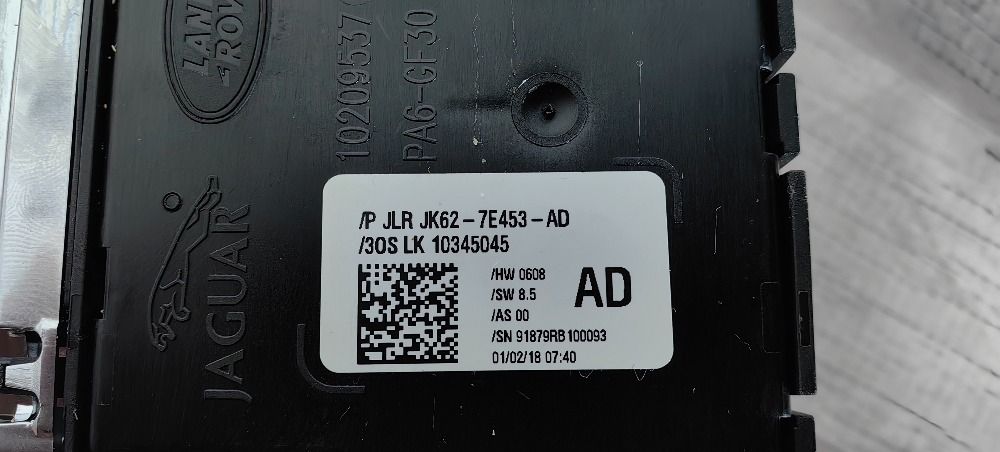 LAND
ROVER
10209537
PA6-GF30
JAGUAR
/P JLR JK62-7E453-AD
/3OS LK 10345045
/HW 0608
/SW 8.5
/AS 00
/SN 91879RB100093
01/02/18 07:40
AD